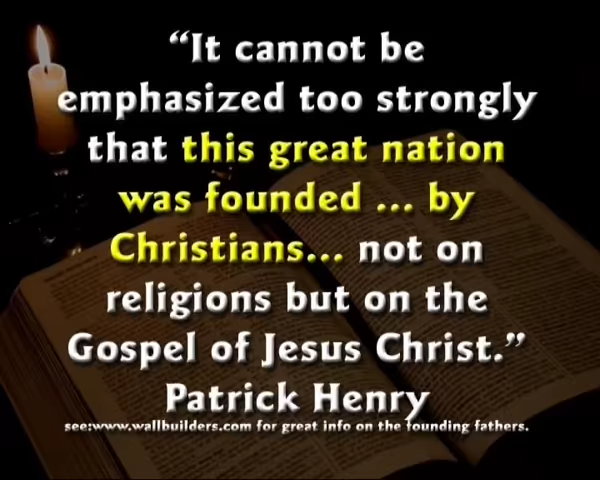 “It cannot be
emphasized too strongly
that this great nation
was founded ... by
Christians... not on
religions but on the
Gospel of Jesus Christ.”
Patrick Henry
see:www.wallbuilders.com for great info on the founding fathers.